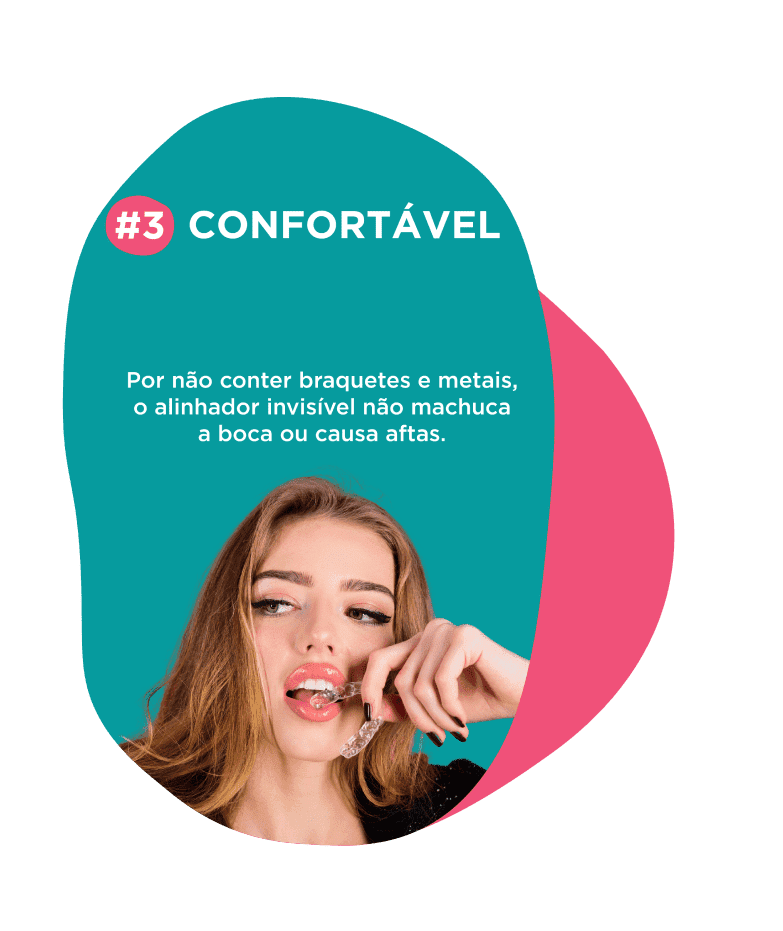 #3 CONFORTÁVEL
Por não conter braquetes e metais,
o alinhador invisível não machuca
a boca ou causa aftas.